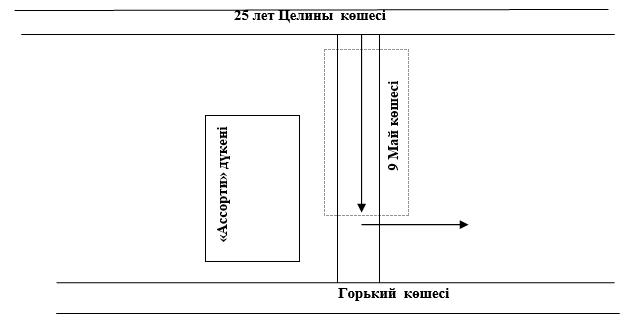 25 лет Целины көшесі
«Ассорти» дүкені
9 Май көшесі
Горький көшесі